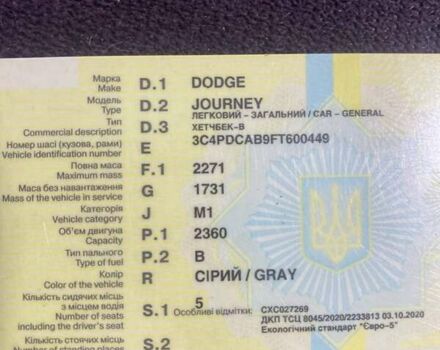 Марка D.1 DODGE
Make
Модель D.2 JOURNEY
Type ЛЕГКОВИЙ - ЗАГАЛЬНИЙ / CAR - GENERAL
Тип D.3 ХЕТЧБЕК-В
Commercial description
Номер шасі (кузова, рами) E 3C4PDCAB9FT600449
Vehicle identification number
Повна маса F.1 2271
Maximum mass
Маса без навантаження G 1731
Mass of the vehicle in service
Категорія J M1
Vehicle category
Об'єм двигуна P.1 2360
Capacity
Тип пального P.2 B
Type of fuel
Колір R СІРИЙ / GRAY
Color of the vehicle
Кількість сидячих місць 5
з місцем водія S.1 Особливі відмітки: CXC027269
Number of seats ДКП ТСЦ 8045/2020/2233813 03.10.2020
including the driver's seat Екологічний стандарт "Євро-5"
Кількість стоячих місць S.2
Number of standing places